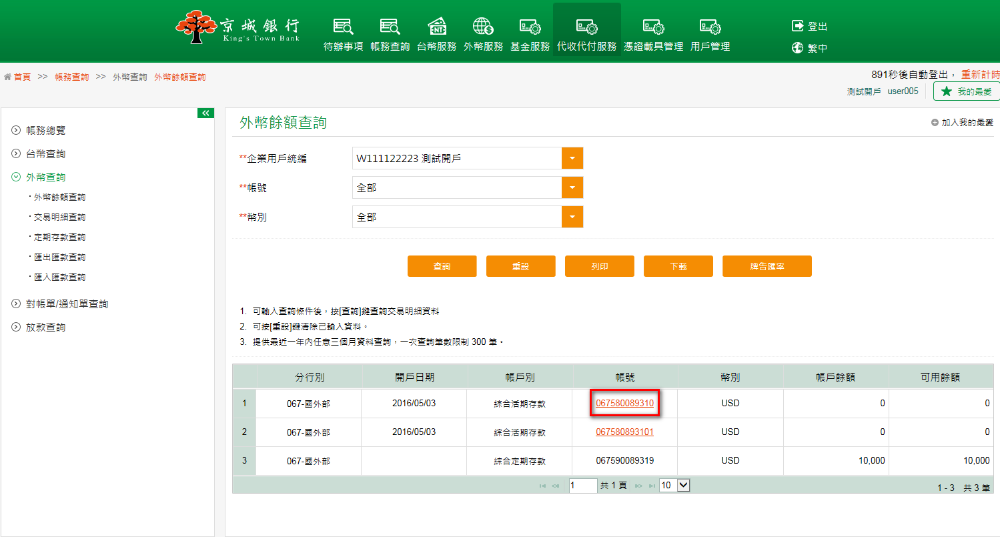 京城銀行
King's Town Bank
待辦事項 帳務查詢 台幣服務 外幣服務 基金服務 代收代付服務 憑證載具管理 用戶管理
NT
登出
繁中
首頁 >> 帳務查詢 >> 外幣查詢 外幣餘額查詢
891秒後自動登出， 重新計時
測試開戶 user005
我的最愛
帳務總覽
台幣查詢
外幣查詢
・外幣餘額查詢
・交易明細查詢
・定期存款查詢
・匯出匯款查詢
・匯入匯款查詢
對帳單/通知單查詢
放款查詢
外幣餘額查詢
加入我的最愛
**企業用戶統編 W111122223 測試開戶
**帳號 全部
**幣別 全部
查詢 重設 列印 下載 牌告匯率
1. 可輸入查詢條件後，按[查詢]鍵查詢交易明細資料
2. 可按[重設]鍵清除已輸入資料。
3. 提供最近一年內任意三個月資料查詢，一次查詢筆數限制 300 筆。
分行別 開戶日期 帳戶別 帳號 幣別 帳戶餘額 可用餘額
1 067-國外部 2016/05/03 綜合活期存款 067580089310 USD 0 0
2 067-國外部 2016/05/03 綜合活期存款 067580893101 USD 0 0
3 067-國外部 綜合定期存款 067590089319 USD 10,000 10,000
1 共 1 頁 10
1 - 3 共 3 筆